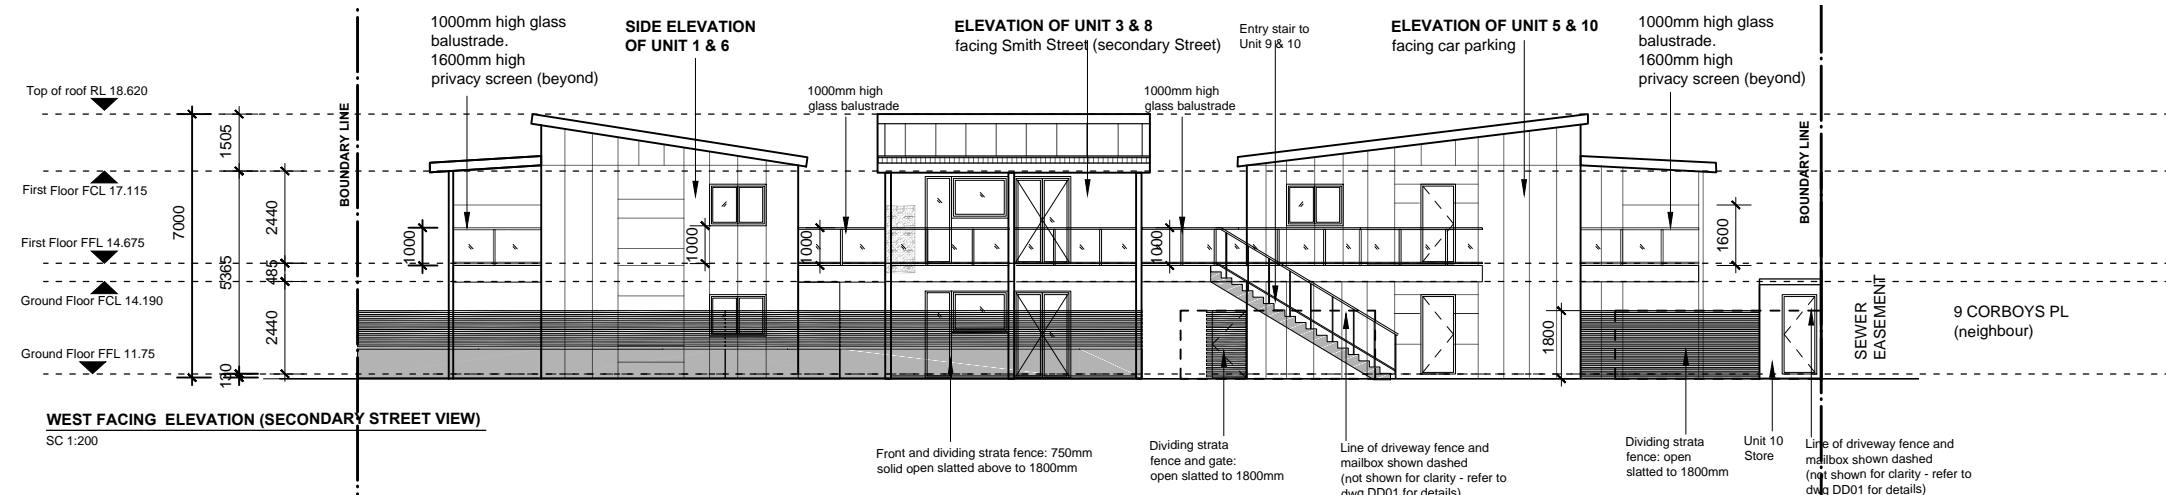 1000mm high glass
balustrade.
1600mm high
privacy screen (beyond)
SIDE ELEVATION
OF UNIT 1 & 6
ELEVATION OF UNIT 3 & 8
facing Smith Street (secondary Street)
Entry stair to
Unit 9 & 10
ELEVATION OF UNIT 5 & 10
facing car parking
1000mm high glass
balustrade.
1600mm high
privacy screen (beyond)
1000mm high
glass balustrade
1000mm high
glass balustrade
Top of roof RL 18.620
First Floor FCL 17.115
First Floor FFL 14.675
Ground Floor FCL 14.190
Ground Floor FFL 11.75
7000
1505
5365
130
2440
485
2440
BOUNDARY LINE
1000
1000
1000
1000
1600
1800
BOUNDARY LINE
SEWER
EASEMENT
9 CORBOYS PL
(neighbour)
WEST FACING ELEVATION (SECONDARY STREET VIEW)
SC 1:200
Front and dividing strata fence: 750mm
solid open slatted above to 1800mm
Dividing strata
fence and gate:
open slatted to 1800mm
Line of driveway fence and
mailbox shown dashed
(not shown for clarity - refer to
dwg DD01 for details)
Dividing strata
fence: open
slatted to 1800mm
Unit 10
Store
Line of driveway fence and
mailbox shown dashed
(not shown for clarity - refer to
dwg DD01 for details)